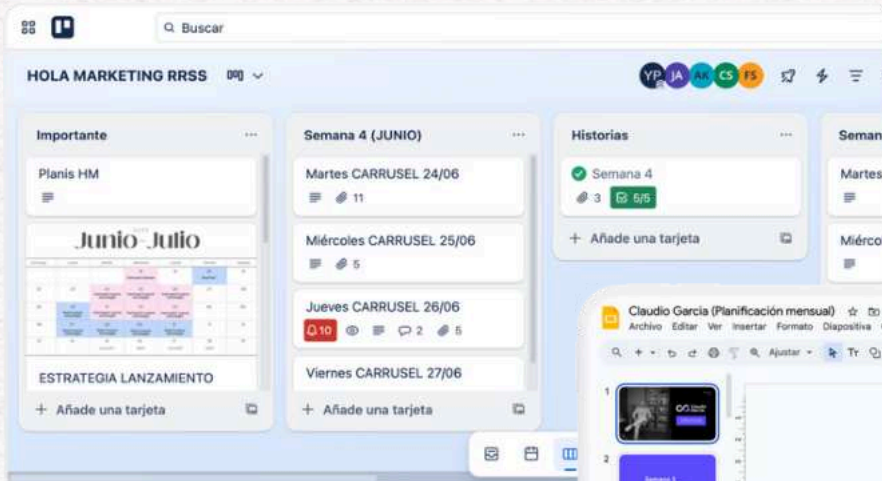 Buscar
HOLA MARKETING RRSS
YP JA AK CS FS
Importante
Planis HM
Junio-Julio
ESTRATEGIA LANZAMIENTO
+ Añade una tarjeta
Semana 4 (JUNIO)
Martes CARRUSEL 24/06
11
Miércoles CARRUSEL 25/06
5
Jueves CARRUSEL 26/06
10 2 5
Viernes CARRUSEL 27/06
+ Añade una tarjeta
Historias
Semana 4
3 5/5
+ Añade una tarjeta
Seman
Martes
Miérco
Claudio Garcia (Planificación mensual)
Archivo Editar Ver Insertar Formato Diapositiva
Ajustar Tr
1
2